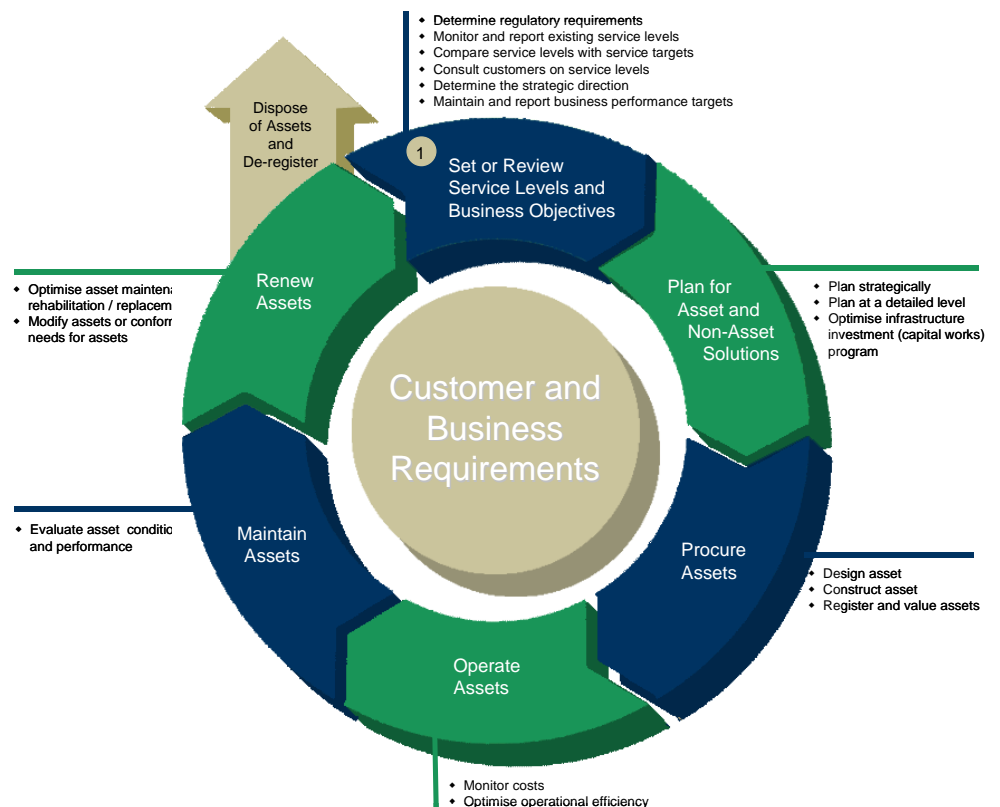 ◆ Determine regulatory requirements
◆ Monitor and report existing service levels
◆ Compare service levels with service targets
◆ Consult customers on service levels
◆ Determine the strategic direction
◆ Maintain and report business performance targets
Dispose
of Assets
and
De-register
1
Set or Review
Service Levels and
Business Objectives
Plan for
Asset and
Non-Asset
Solutions
◆ Plan strategically
◆ Plan at a detailed level
◆ Optimise infrastructure
investment (capital works)
program
Renew
Assets
◆ Optimise asset
rehabilitation /
◆ Modify assets or
needs for assets
Customer and
Business
Requirements
Maintain
Assets
◆ Evaluate asset
and performance
Procure
Assets
◆ Design asset
◆ Construct asset
◆ Register and value assets
Operate
Assets
◆ Monitor costs
◆ Optimise operational efficiency